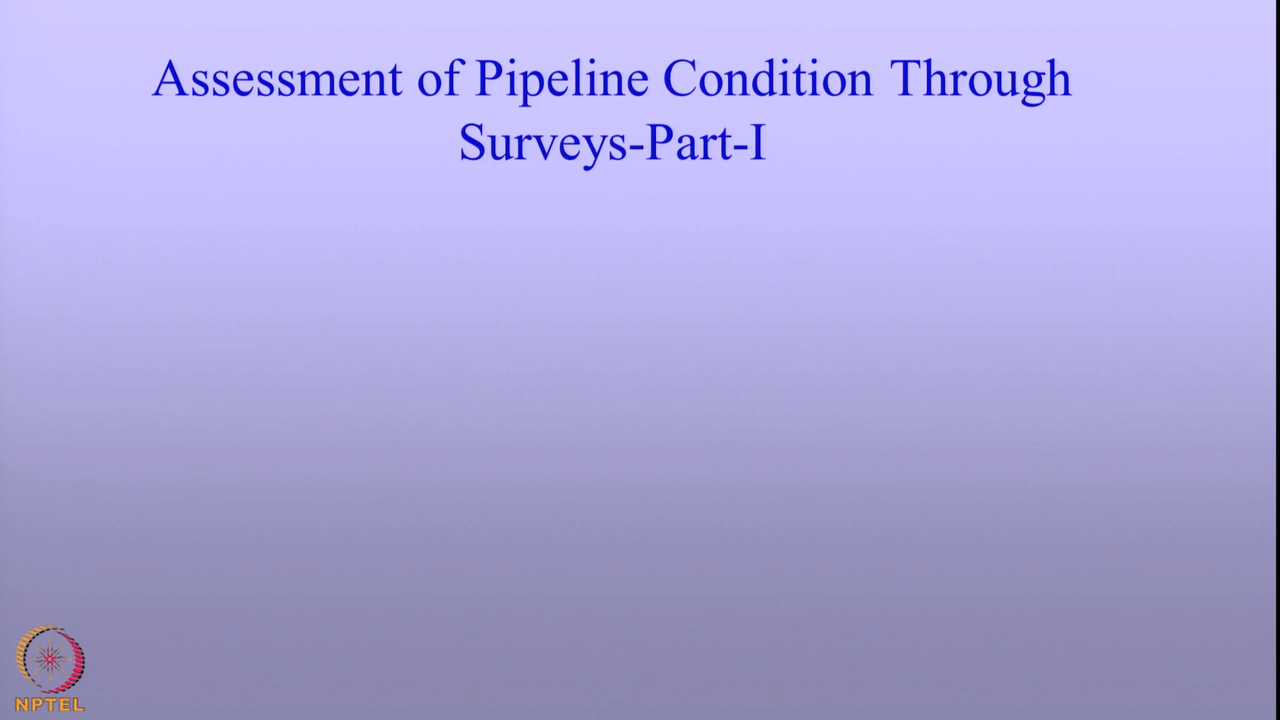 Assessment of Pipeline Condition Through
Surveys-Part-I
NPTEL